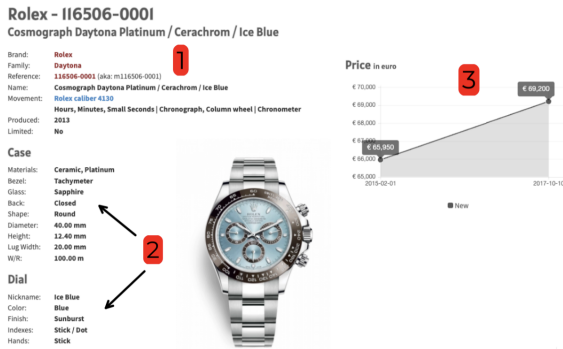 Rolex - 116506-0001
Cosmograph Daytona Platinum / Cerachrom / Ice Blue
Brand: Rolex
Family: Daytona
Reference: 116506-0001 (aka: m116506-0001)
Name: Cosmograph Daytona Platinum / Cerachrom / Ice Blue
Movement: Rolex caliber 4130
Hours, Minutes, Small Seconds | Chronograph, Column wheel | Chronometer
Produced: 2013
Limited: No
1
Case
Materials: Ceramic, Platinum
Bezel: Tachymeter
Glass: Sapphire
Back: Closed
Shape: Round
Diameter: 40.00 mm
Height: 12.40 mm
Lug Width: 20.00 mm
W/R: 100.00 m
2
Dial
Nickname: Ice Blue
Color: Blue
Finish: Sunburst
Indexes: Stick / Dot
Hands: Stick
Price in euro
3
€ 70,000
€ 69,000
€ 68,000
€ 67,000
€ 66,000
€ 65,000
€ 65,950
€ 69,200
2015-02-01
2017-10-10
New